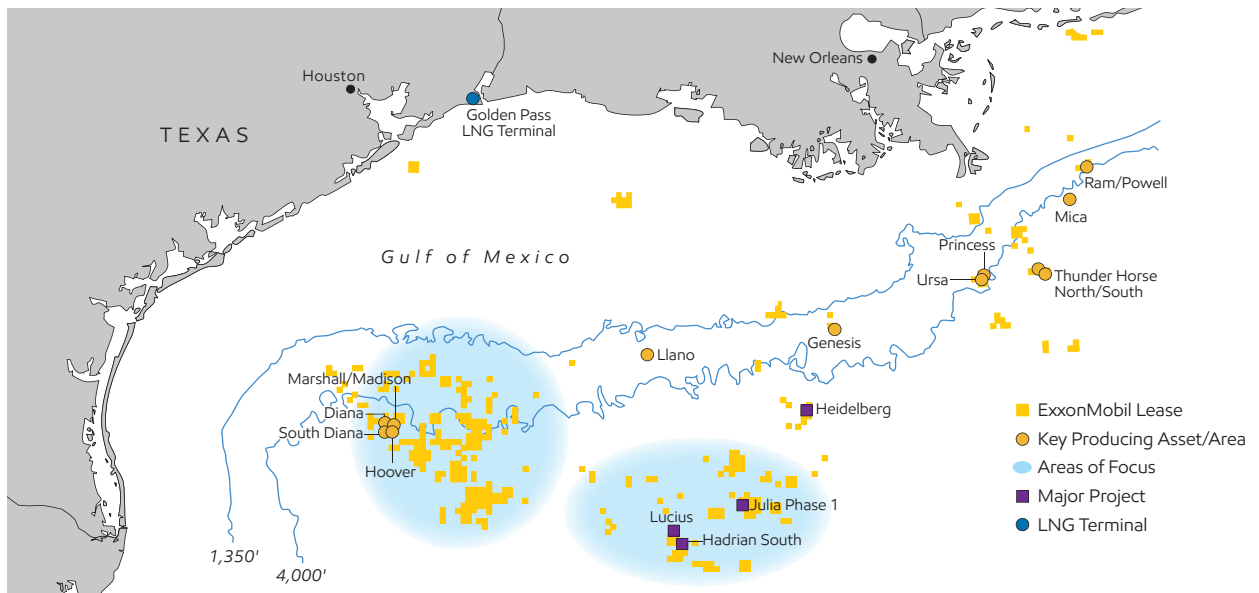 New Orleans
Houston
Golden Pass
LNG Terminal
TEXAS
Ram/Powell
Mica
Gulf of Mexico
Princess
Ursa
Thunder Horse
North/South
Genesis
Llano
Marshall/Madison
Diana
South Diana
Hoover
Heidelberg
Julia Phase 1
Lucius
Hadrian South
1,350'
4,000'
ExxonMobil Lease
Key Producing Asset/Area
Areas of Focus
Major Project
LNG Terminal